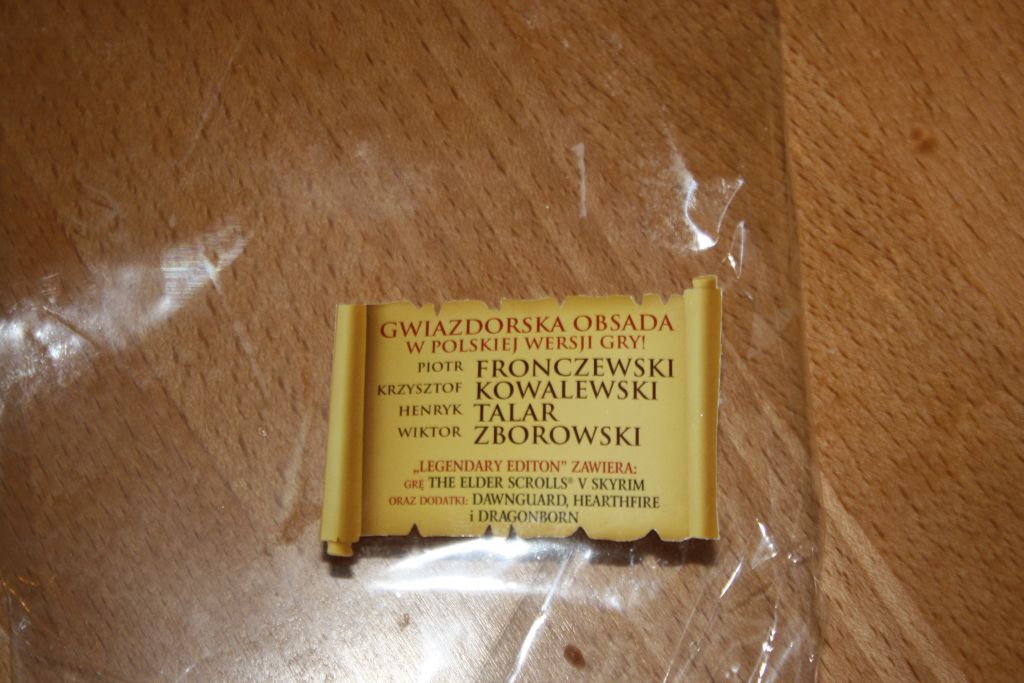 GWIAZDORSKA OBSADA
W POLSKIEJ WERSJI GRY!
PIOTR FRONCZEWSKI
KRZYSZTOF KOWALEWSKI
HENRYK TALAR
WIKTOR ZBOROWSKI
„LEGENDARY EDITON” ZAWIERA:
GRĘ THE ELDER SCROLLS® V SKYRIM
ORAZ DODATKI: DAWNGUARD, HEARTHFIRE
i DRAGONBORN